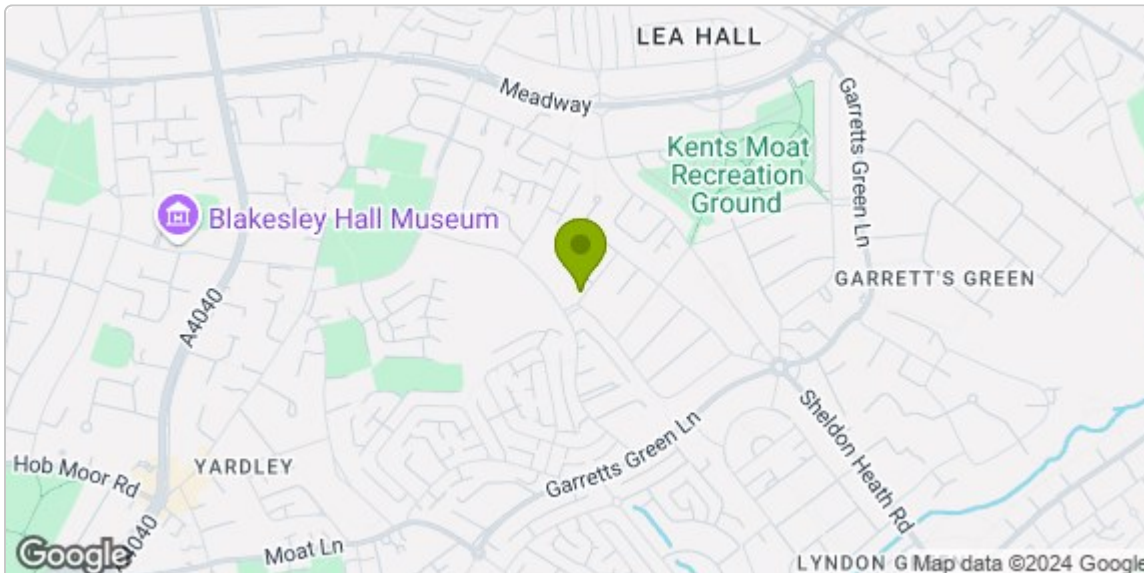 LEA HALL
Meadway
Garretts Green Ln
Kents Moat
Recreation
Ground
Blakesley Hall Museum
GARRETT'S GREEN
A4040
Sheldon Heath Rd
Garretts Green Ln
YARDLEY
Hob Moor Rd
A4040
Moat Ln
Google
LYNDON G
Map data ©2024 Google